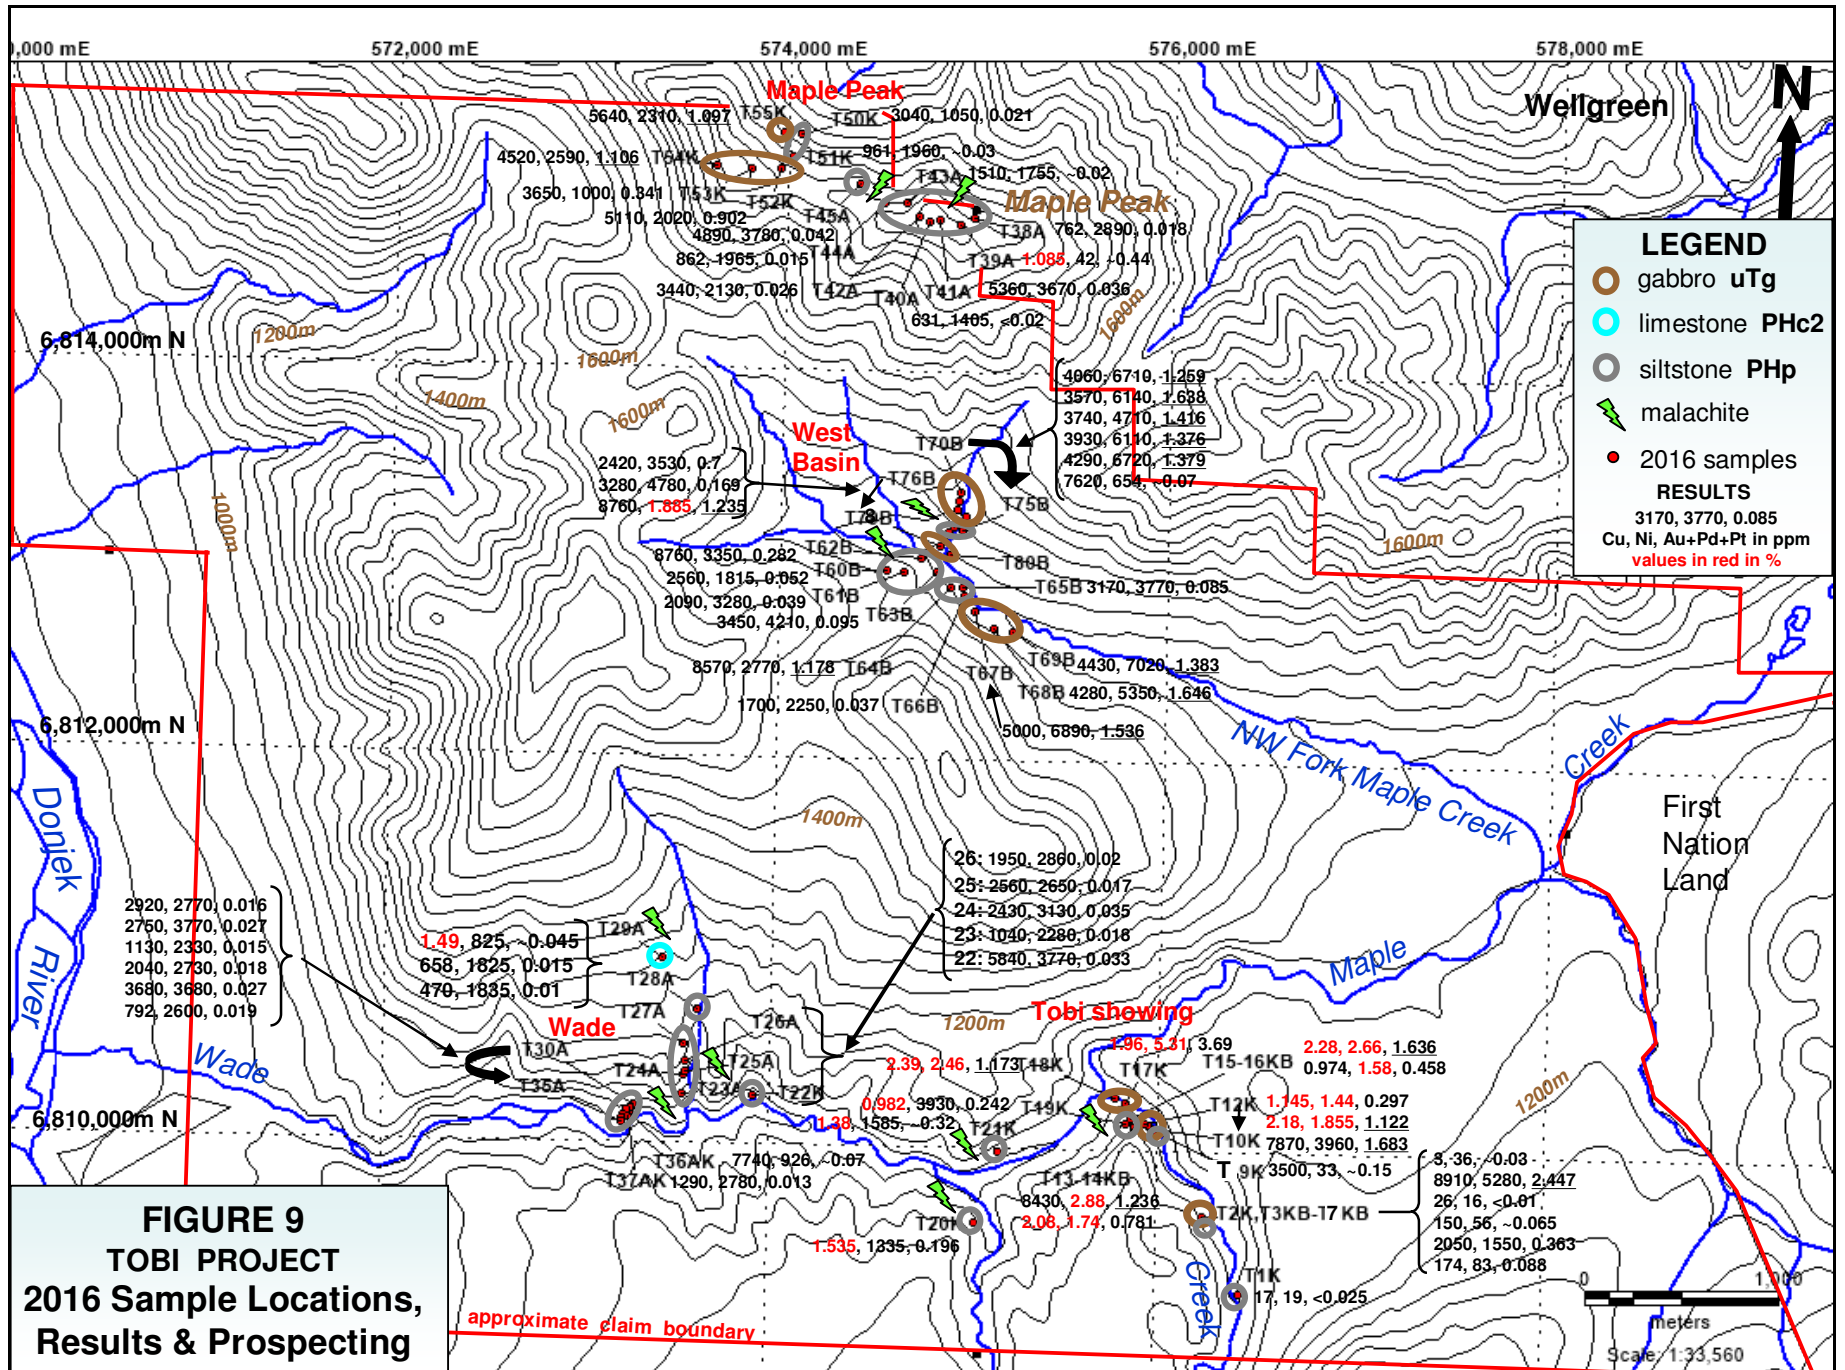 0,000 mE
572,000 mE
574,000 mE
576,000 mE
578,000 mE
Maple Peak
5640, 2310, 1.097
T55K
T50K
3040, 1050, 0.021
Wellgreen
N
4520, 2590, 1.106
T54K
T51K
961, 1960, ~0.03
3650, 1000, 0.341
T53K
T43A
1510, 1755, ~0.02
T52K
Maple Peak
5110, 2020, 0.902
T45A
T38A
762, 2890, 0.018
4890, 3780, 0.042
T44A
862, 1965, 0.015
T39A
1.085, 42, ~0.44
3440, 2130, 0.026
T42A
T40A
T41A
5360, 3670, 0.036
631, 1405, <0.02
LEGEND
gabbro uTg
limestone PHc2
siltstone PHp
malachite
2016 samples
RESULTS
3170, 3770, 0.085
Cu, Ni, Au+Pd+Pt in ppm
values in red in %
6,814,000m N
1200m
1600m
1600m
1400m
1600m
1000m
1600m
4060, 6710, 1.259
3570, 6140, 1.638
3740, 4710, 1.416
3930, 6110, 1.376
4290, 6720, 1.379
7620, 654, ~0.07
West
Basin
T70B
T75B
T76B
2420, 3530, 0.7
3280, 4780, 0.169
8760, 1.885, 1.235
8760, 3350, 0.282
T62B
T80B
2560, 1815, 0.052
T60B
T65B
3170, 3770, 0.085
2090, 3280, 0.039
T61B
3450, 4210, 0.095
T63B
8570, 2770, 1.178
T64B
T69B
4430, 7020, 1.383
T67B
T68B
4280, 5350, 1.646
1700, 2250, 0.037
T66B
5000, 6890, 1.536
6,812,000m N
NW Fork Maple Creek
Creek
Donjek
River
1400m
First
Nation
Land
26: 1950, 2860, 0.02
25: 2560, 2650, 0.017
24: 2430, 3130, 0.035
23: 1040, 2280, 0.018
22: 5840, 3770, 0.033
2920, 2770, 0.016
2750, 3770, 0.027
1130, 2330, 0.015
2040, 2730, 0.018
3680, 3680, 0.027
792, 2600, 0.019
T29A
1.49, 825, ~0.045
658, 1825, 0.015
470, 1835, 0.01
T28A
T27A
Wade
T26A
1200m
Tobi showing
Maple
Wade
T30A
T35A
T24A
T25A
T23A
T22K
1.96, 5.31, 3.69
2.39, 2.46, 1.173
T18K
T17K
T15-16KB
2.28, 2.66, 1.636
0.974, 1.58, 0.458
1200m
0.982, 3930, 0.242
T19K
T12K
1.145, 1.44, 0.297
2.18, 1.855, 1.122
1.38, 1585, ~0.32
T21K
T10K
7870, 3960, 1.683
6,810,000m N
T36AK
7740, 926, ~0.07
T37AK
1290, 2780, 0.013
T 9K
3500, 33, ~0.15
T13-14KB
8430, 2.88, 1.236
2.08, 1.74, 0.781
T2K,T3KB-T7 KB
3, 36, ~0.03
8910, 5280, 2.447
26, 16, <0.01
150, 56, ~0.065
2050, 1550, 0.363
174, 83, 0.088
T20K
1.535, 1335, 0.196
Creek
T1K
17, 19, <0.025
0
1,000
meters
Scale: 1:33,560
approximate claim boundary
FIGURE 9
TOBI PROJECT
2016 Sample Locations,
Results & Prospecting